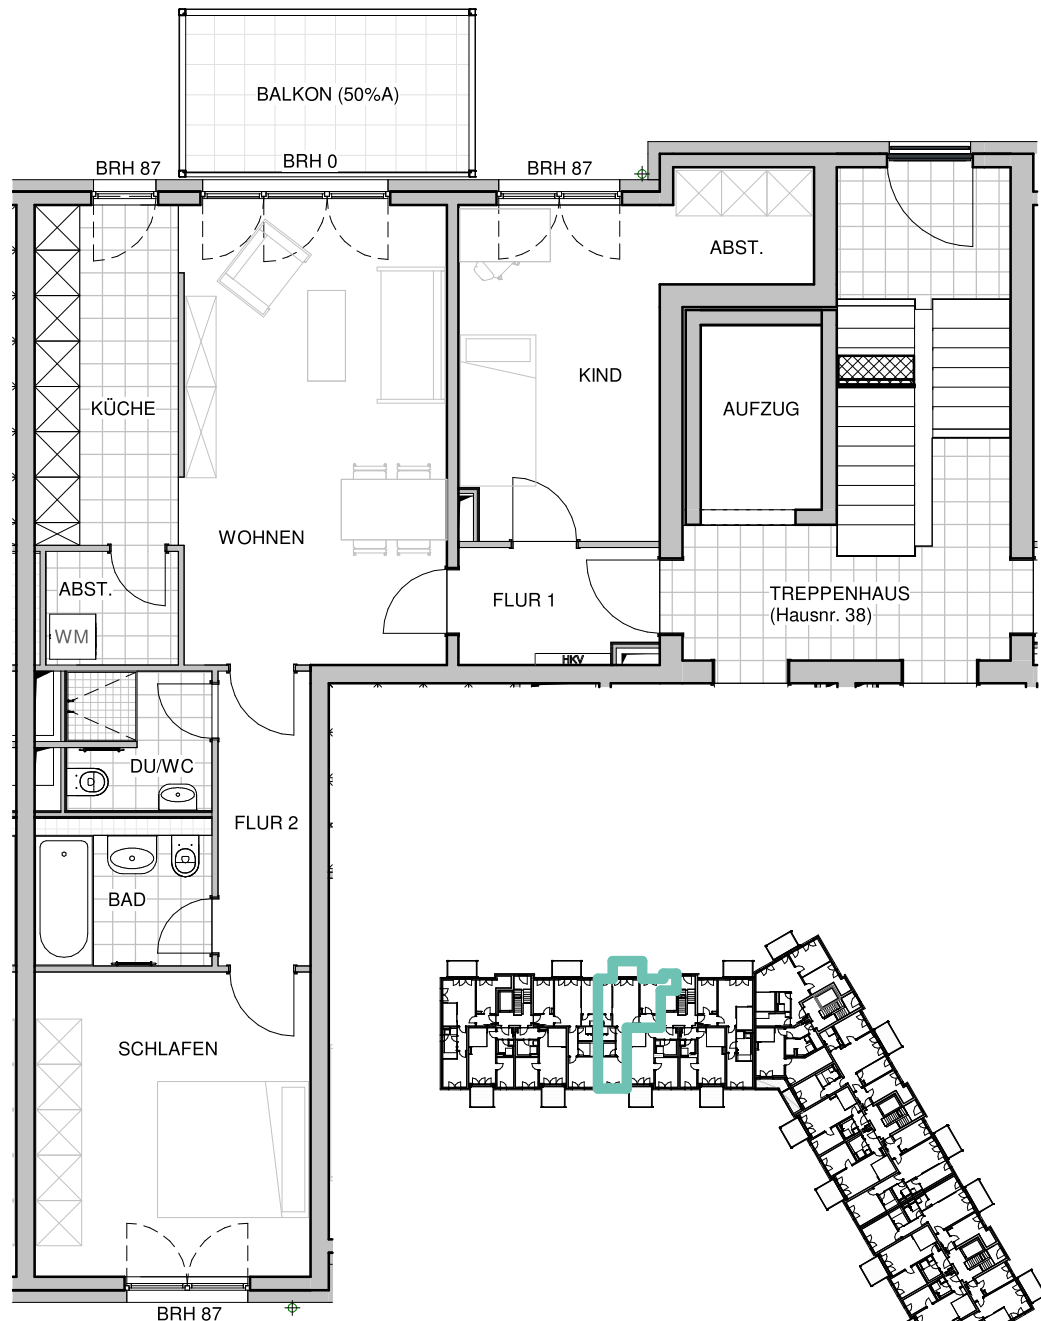 BALKON (50%A)
BRH 87
BRH 0
BRH 87
ABST.
KIND
KÜCHE
AUFZUG
WOHNEN
ABST.
FLUR 1
TREPPENHAUS
(Hausnr. 38)
WM
HKV
DU/WC
FLUR 2
BAD
SCHLAFEN
BRH 87